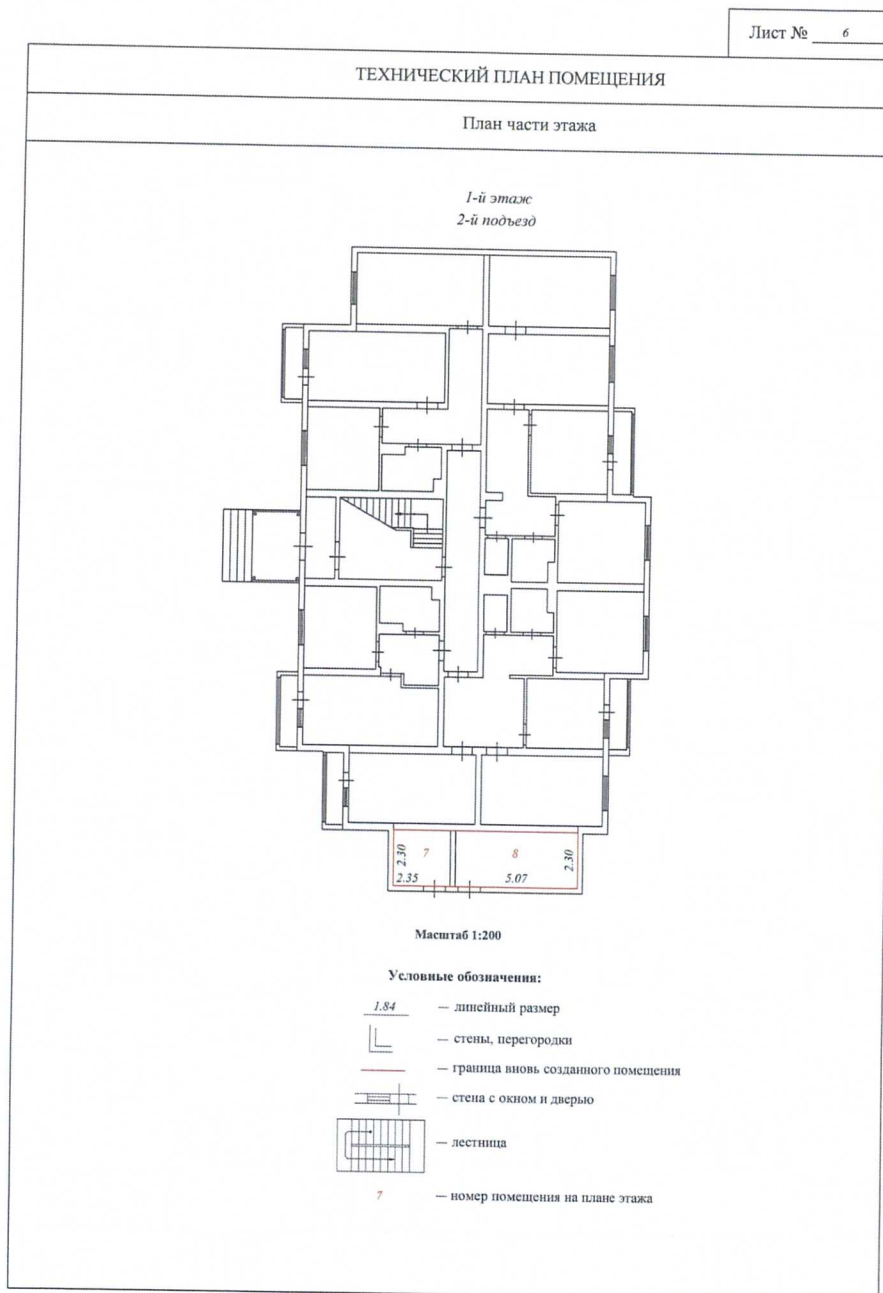 Лист № 6
ТЕХНИЧЕСКИЙ ПЛАН ПОМЕЩЕНИЯ
План части этажа
1-й этаж
2-й подъезд
2.30
7
2.35
8
5.07
2.30
Масштаб 1:200
Условные обозначения:
1.84 — линейный размер
— стены, перегородки
— граница вновь созданного помещения
— стена с окном и дверью
— лестница
7 — номер помещения на плане этажа